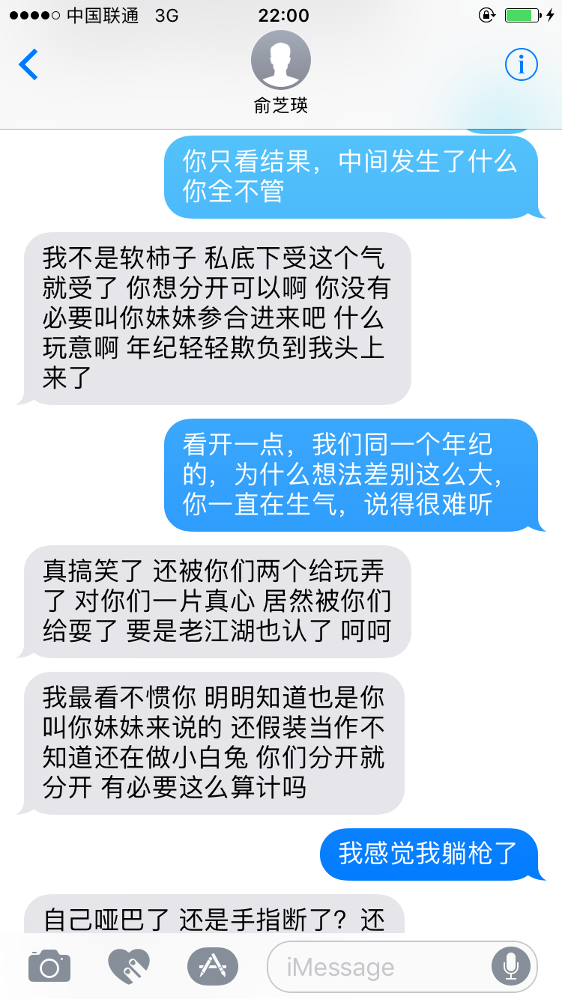 中国联通 3G 22:00
俞芝瑛
你只看结果，中间发生了什么
你全不管
我不是软柿子 私底下受这个气
就受了 你想分开可以啊 你没有
必要叫你妹妹参合进来吧 什么
玩意啊 年纪轻轻欺负到我头上
来了
看开一点，我们同一个年纪
的，为什么想法差别这么大，
你一直在生气，说得很难听
真搞笑了 还被你们两个给玩弄
了 对你们一片真心 居然被你们
给耍了 要是老江湖也认了 呵呵
我最看不惯你 明明知道也是你
叫你妹妹来说的 还假装当作不
知道还在做小白兔 你们分开就
分开 有必要这么算计吗
我感觉我躺枪了
自己哑巴了 还是手指断了？还
iMessage